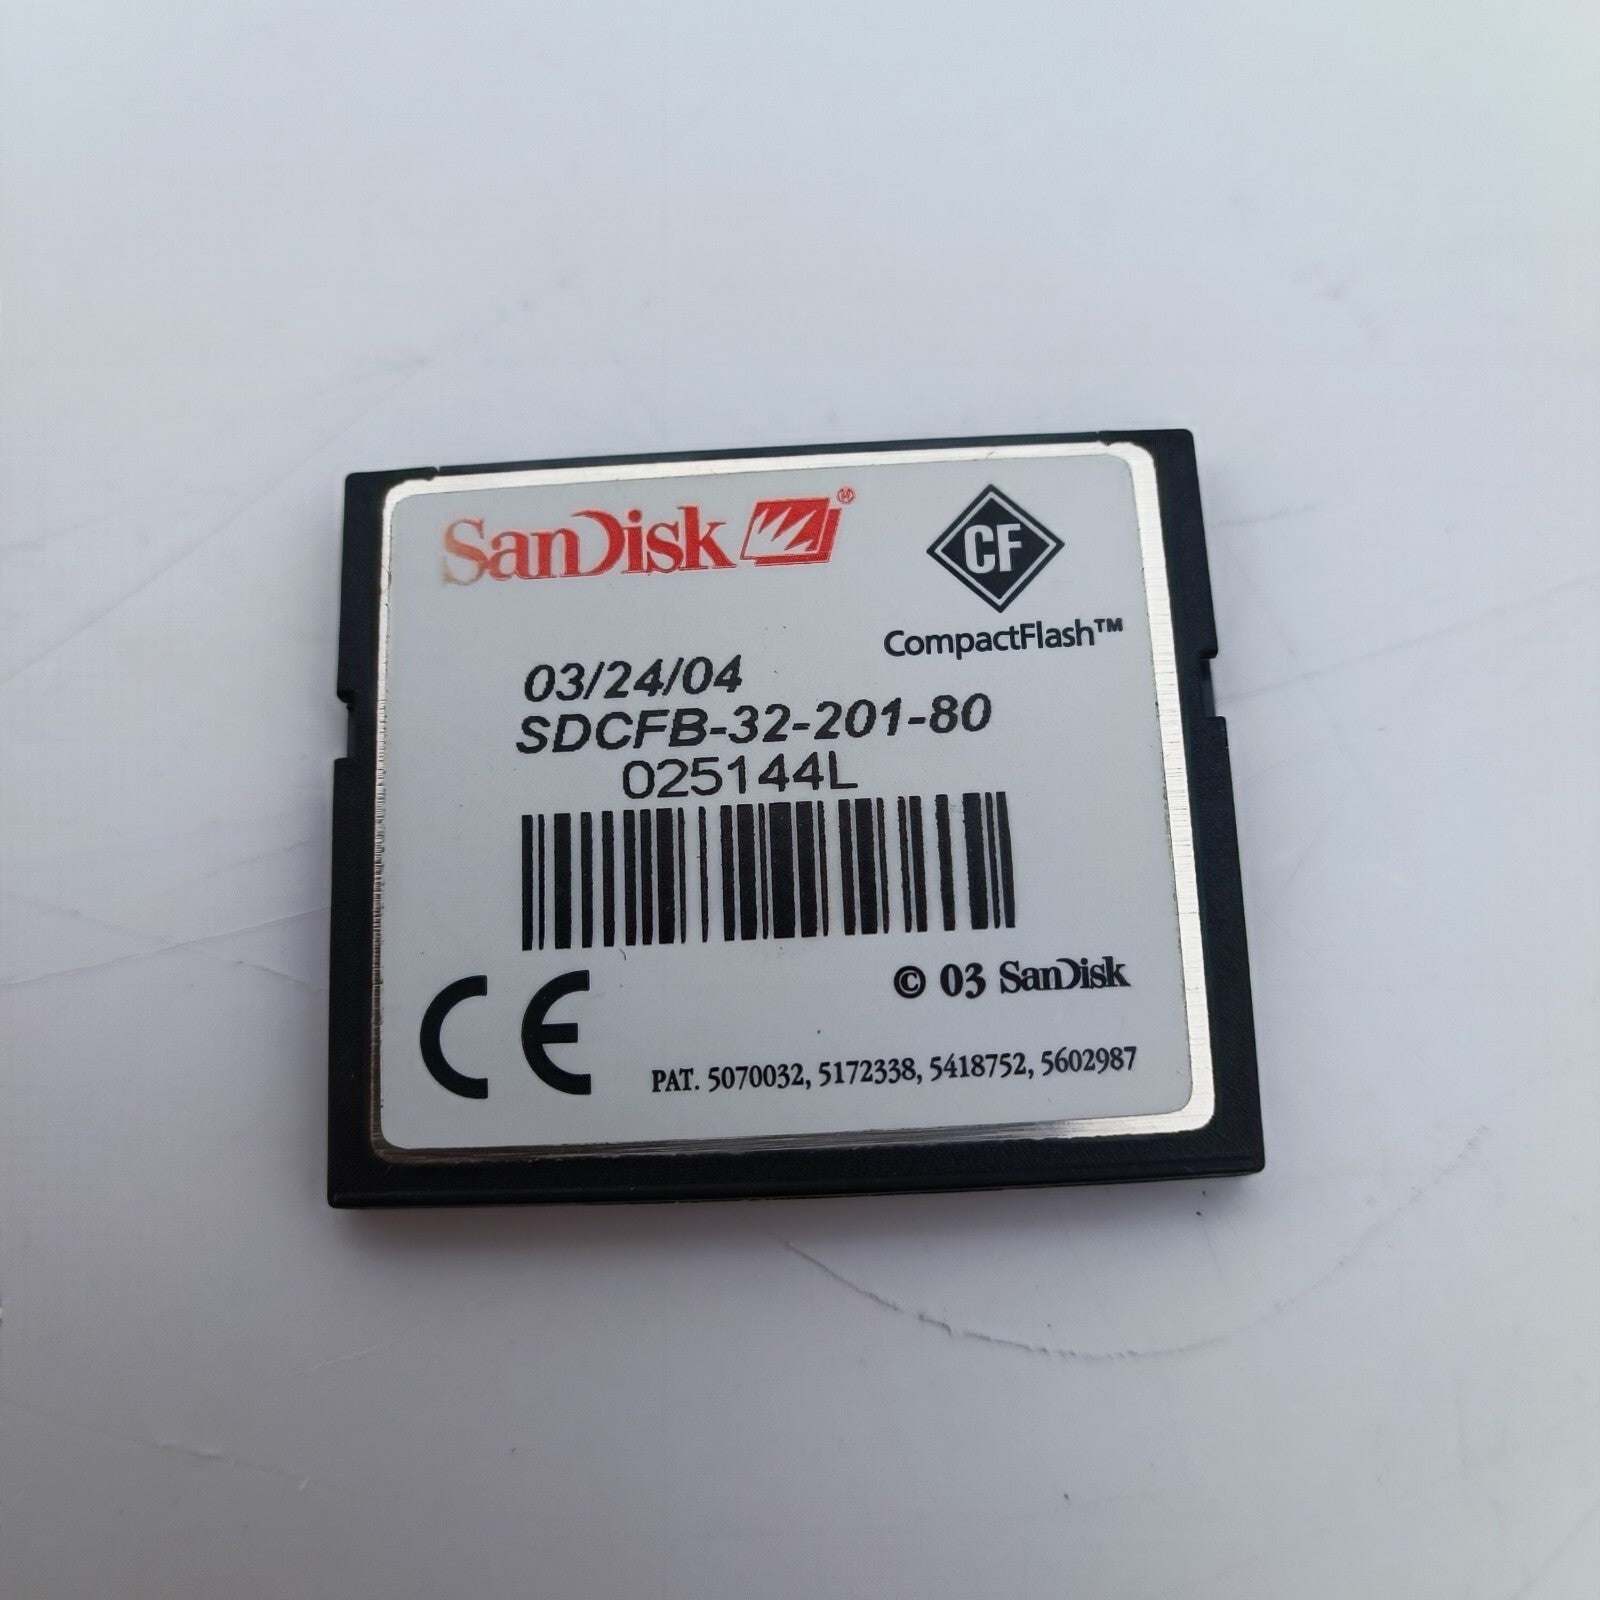 SanDisk ®
CF
CompactFlash™
03/24/04
SDCFB-32-201-80
025144L
CE
© 03 SanDisk
PAT. 5070032, 5172338, 5418752, 5602987